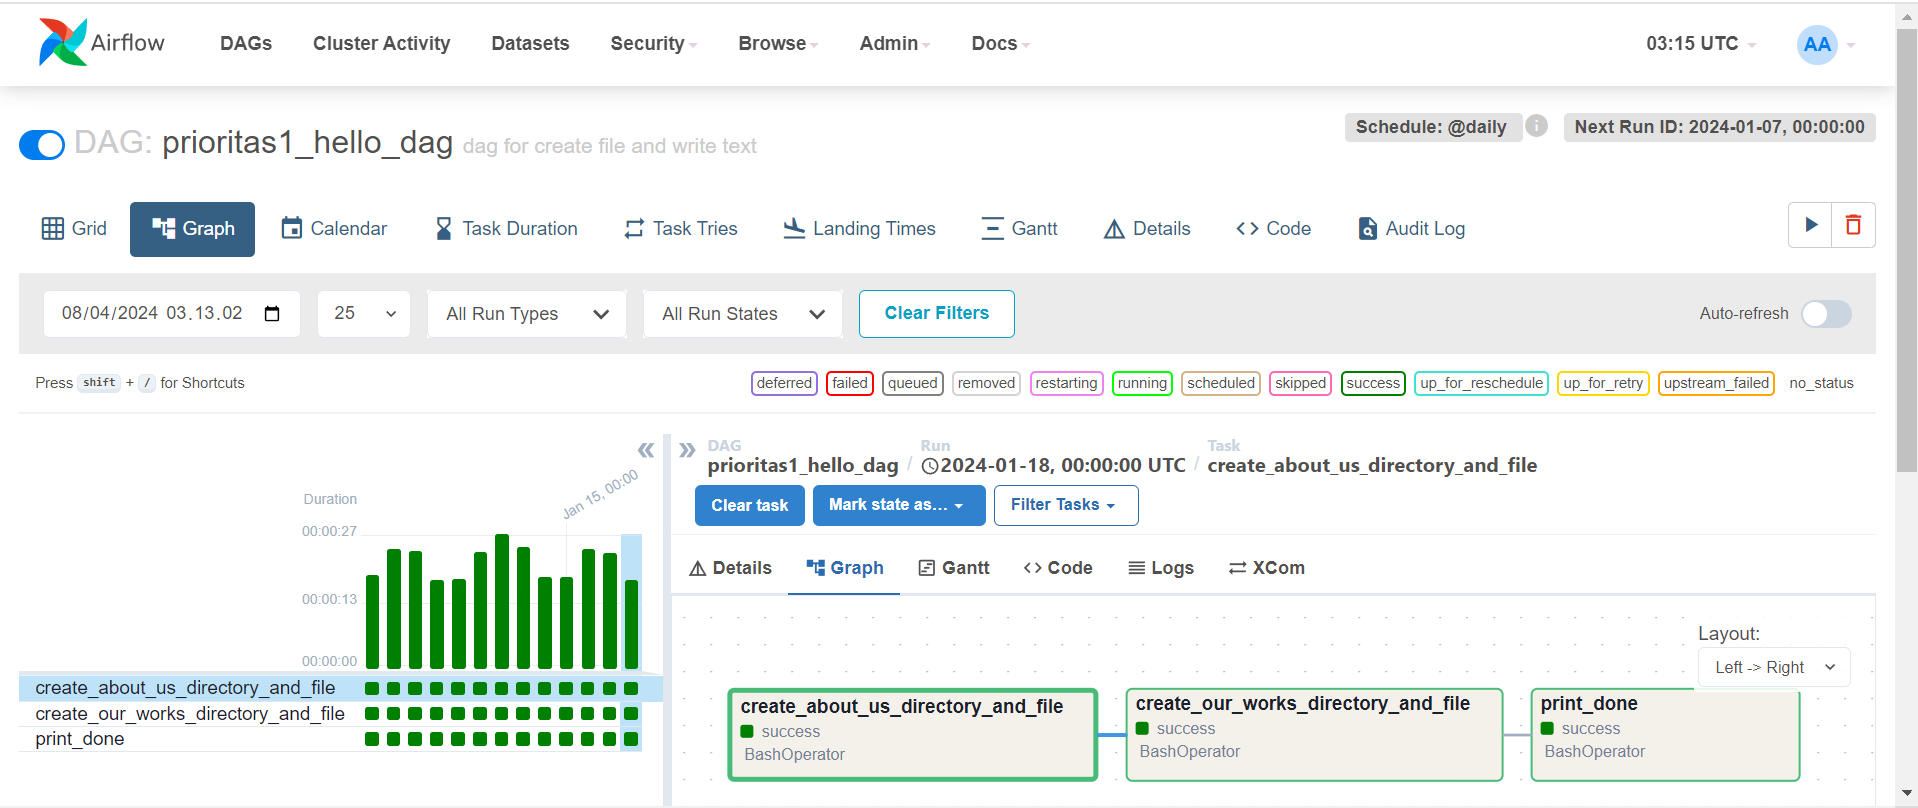 Airflow DAGs Cluster Activity Datasets Security Browse Admin Docs 03:15 UTC AA
DAG: prioritas1_hello_dag dag for create file and write text
Schedule: @daily i Next Run ID: 2024-01-07, 00:00:00
Grid Graph Calendar Task Duration Task Tries Landing Times Gantt Details Code Audit Log
08/04/2024 03.13.02 25 All Run Types All Run States Clear Filters Auto-refresh
Press shift + / for Shortcuts
deferred failed queued removed restarting running scheduled skipped success up_for_reschedule up_for_retry upstream_failed no_status
Duration
Jan 15, 00:00
00:00:27
00:00:13
00:00:00
create_about_us_directory_and_file
create_our_works_directory_and_file
print_done
DAG Run Task
prioritas1_hello_dag / 2024-01-18, 00:00:00 UTC / create_about_us_directory_and_file
Clear task Mark state as... Filter Tasks
Details Graph Gantt Code Logs XCom
Layout:
Left -> Right
create_about_us_directory_and_file
success
BashOperator
create_our_works_directory_and_file
success
BashOperator
print_done
success
BashOperator